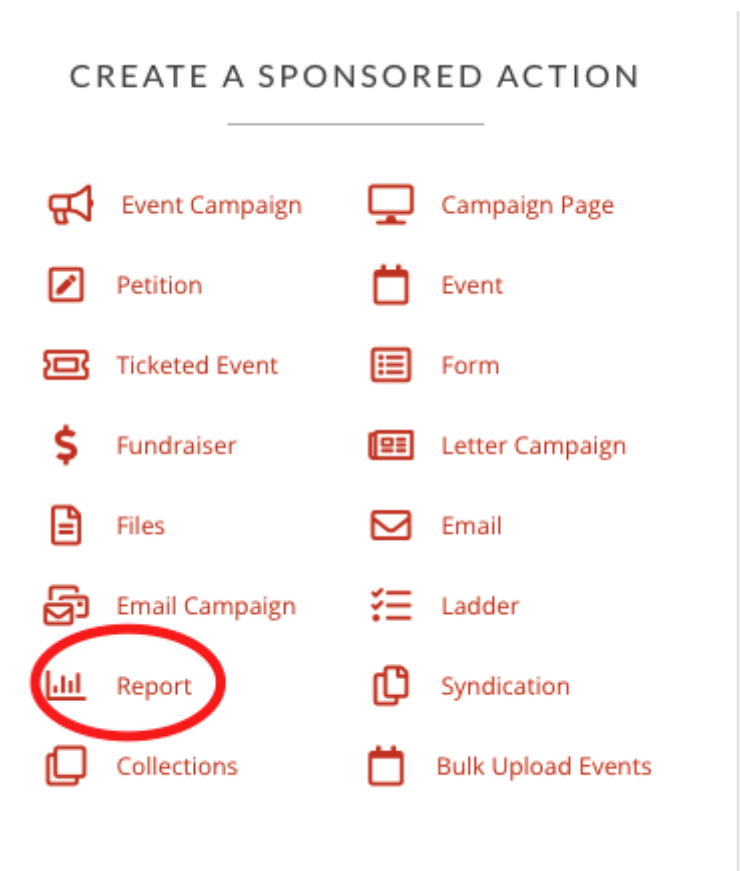 CREATE A SPONSORED ACTION
Event Campaign
Campaign Page
Petition
Event
Ticketed Event
Form
Fundraiser
Letter Campaign
Files
Email
Email Campaign
Ladder
Report
Syndication
Collections
Bulk Upload Events